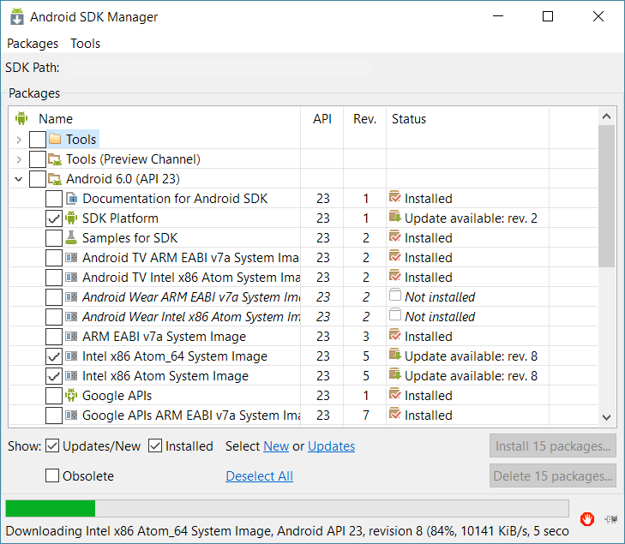 Android SDK Manager
Packages Tools
SDK Path:
Packages
Name API Rev. Status
Tools
Tools (Preview Channel)
Android 6.0 (API 23)
Documentation for Android SDK 23 1 Installed
SDK Platform 23 1 Update available: rev. 2
Samples for SDK 23 2 Installed
Android TV ARM EABI v7a System Ima 23 2 Installed
Android TV Intel x86 Atom System Ima 23 2 Installed
Android Wear ARM EABI v7a System Im 23 2 Not installed
Android Wear Intel x86 Atom System Im 23 2 Not installed
ARM EABI v7a System Image 23 3 Installed
Intel x86 Atom_64 System Image 23 5 Update available: rev. 8
Intel x86 Atom System Image 23 5 Update available: rev. 8
Google APIs 23 1 Installed
Google APIs ARM EABI v7a System Ima 23 7 Installed
Show: Updates/New Installed Select New or Updates Install 15 packages...
Obsolete Deselect All Delete 15 packages...
Downloading Intel x86 Atom_64 System Image, Android API 23, revision 8 (84%, 10141 KiB/s, 5 seco